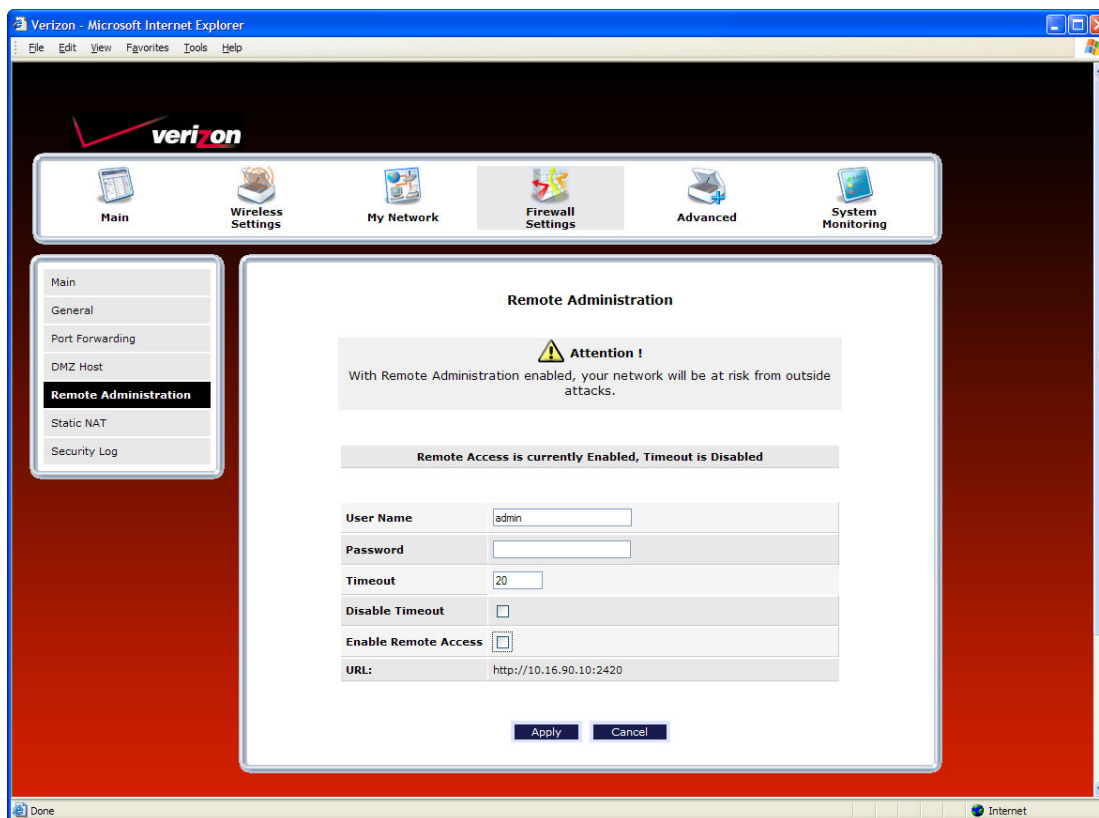 Verizon - Microsoft Internet Explorer
File Edit View Favorites Tools Help
verizon
Main
Wireless
Settings
My Network
Firewall
Settings
Advanced
System
Monitoring
Main
General
Port Forwarding
DMZ Host
Remote Administration
Static NAT
Security Log
Remote Administration
Attention !
With Remote Administration enabled, your network will be at risk from outside
attacks.
Remote Access is currently Enabled, Timeout is Disabled
User Name admin
Password
Timeout 20
Disable Timeout
Enable Remote Access
URL: http://10.16.90.10:2420
Apply Cancel
Done Internet